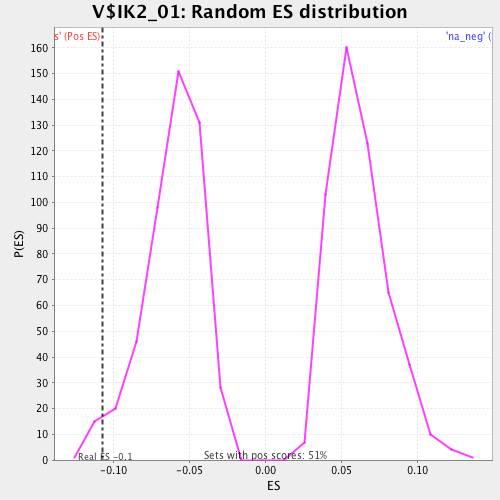 V$IK2_01: Random ES distribution
s' (Pos ES)
'na_neg' (
160
150
140
130
120
110
100
90
80
70
60
50
40
30
20
10
0
P(ES)
Real ES -0.1
Sets with pos scores: 51%
-0.10 -0.05 0.00 0.05 0.10
ES